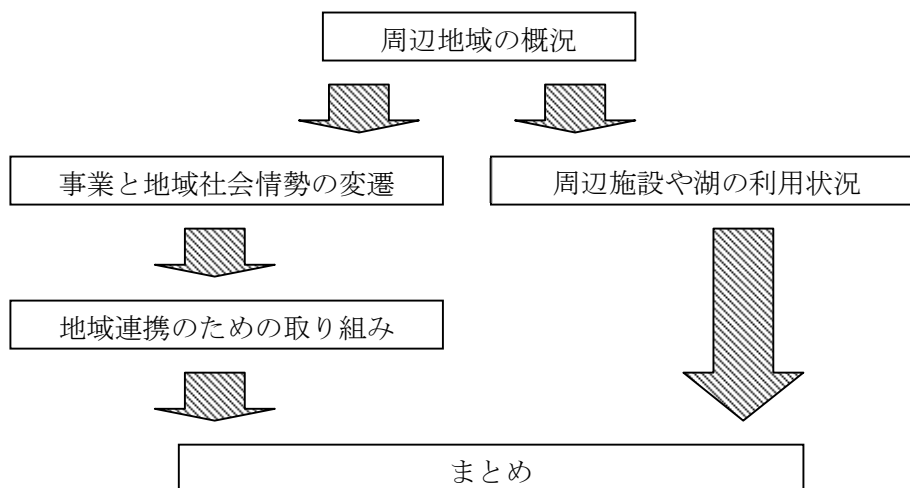 周辺地域の概況
事業と地域社会情勢の変遷
周辺施設や湖の利用状況
地域連携のための取り組み
まとめ